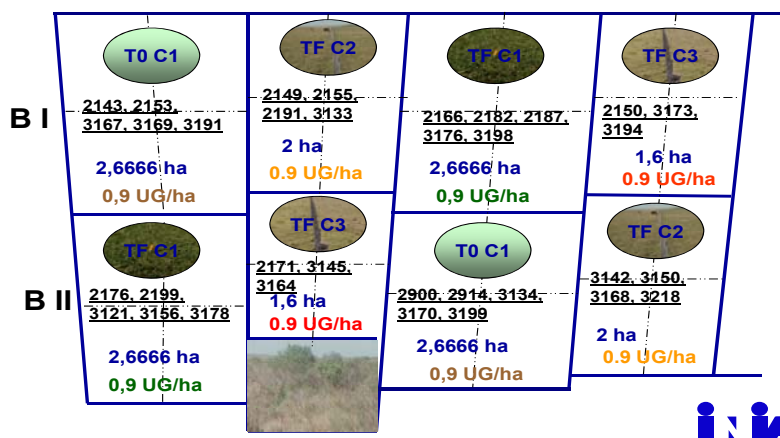 T0 C1
TF C2
TF C1
TF C3
B I
2143, 2153,
3167, 3169, 3191
2149, 2155,
2191, 3133
2166, 2182, 2187,
3176, 3198
2150, 3173,
3194
2,6666 ha
0,9 UG/ha
2 ha
0.9 UG/ha
2,6666 ha
0,9 UG/ha
1,6 ha
0.9 UG/ha
TF C1
TF C3
T0 C1
TF C2
B II
2176, 2199,
3121, 3156, 3178
2171, 3145,
3164
2900, 2914, 3134,
3170, 3199
3142, 3150,
3168, 3218
2,6666 ha
0,9 UG/ha
1,6 ha
0.9 UG/ha
2,6666 ha
0,9 UG/ha
2 ha
0.9 UG/ha